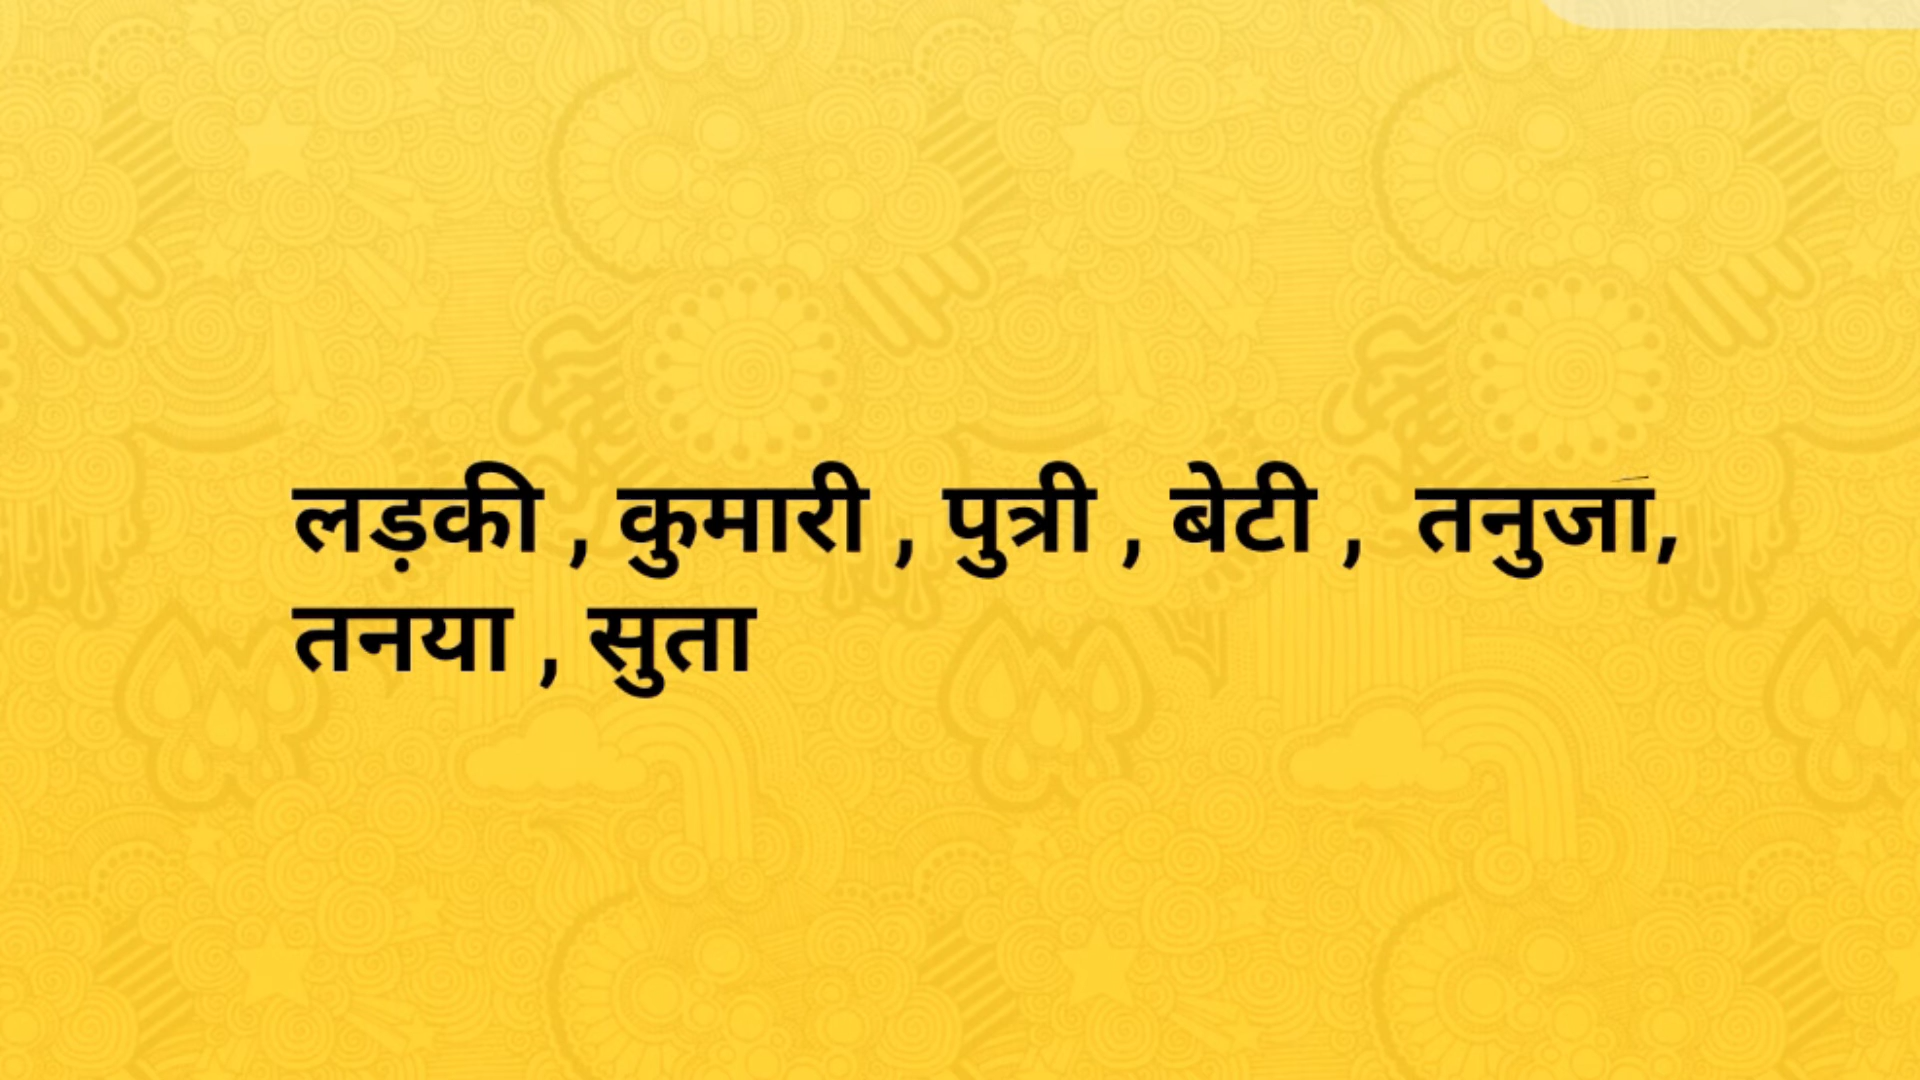 लड़की , कुमारी , पुत्री , बेटी , तनुजा,
तनया , सुता